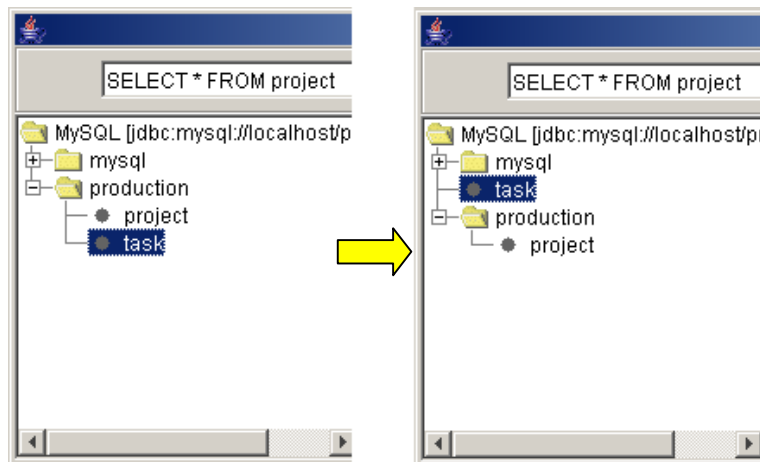 SELECT * FROM project
MySQL [jdbc:mysql://localhost/p
mysql
production
project
task
SELECT * FROM project
MySQL [jdbc:mysql://localhost/p
mysql
task
production
project